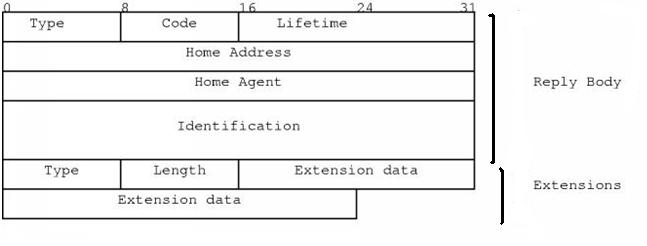 0 8 16 24 31
Type Code Lifetime
Home Address
Home Agent
Reply Body
Identification
Type Length Extension data
Extensions
Extension data